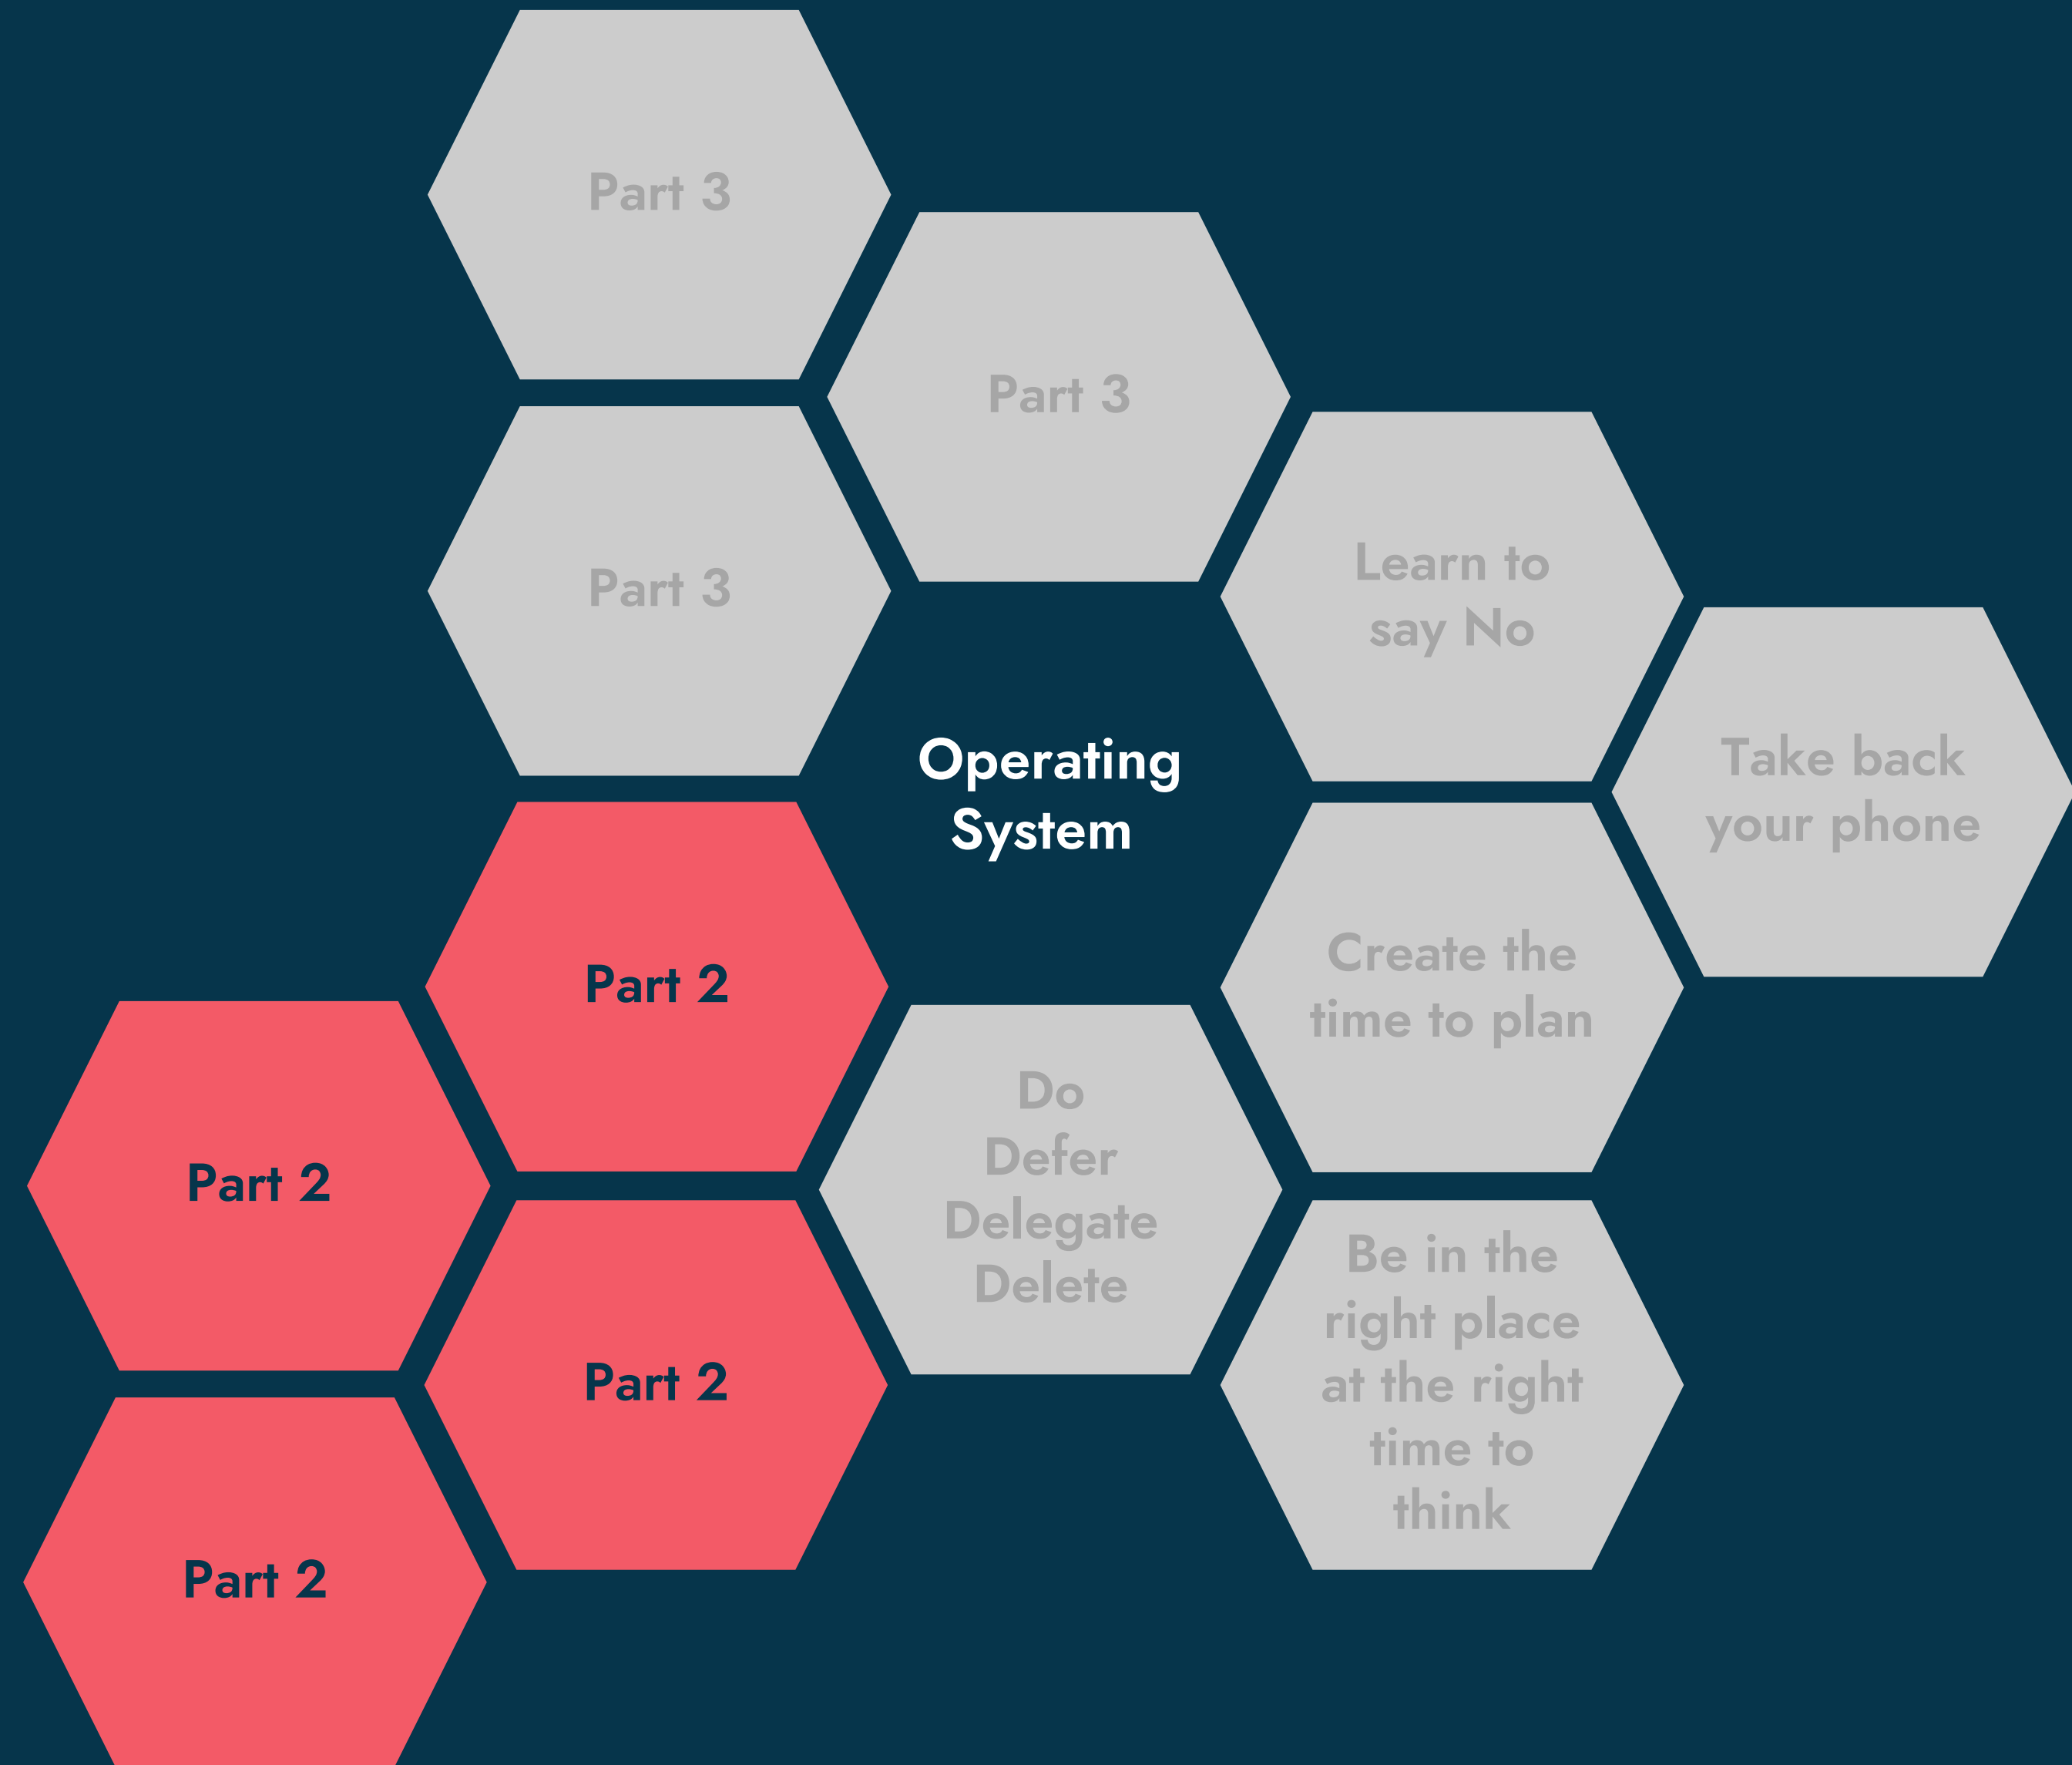 Part 3
Part 3
Part 3
Learn to
say No
Take back
your phone
Operating
System
Part 2
Create the
time to plan
Part 2
Do
Defer
Delegate
Delete
Part 2
Be in the
right place
at the right
time to
think
Part 2